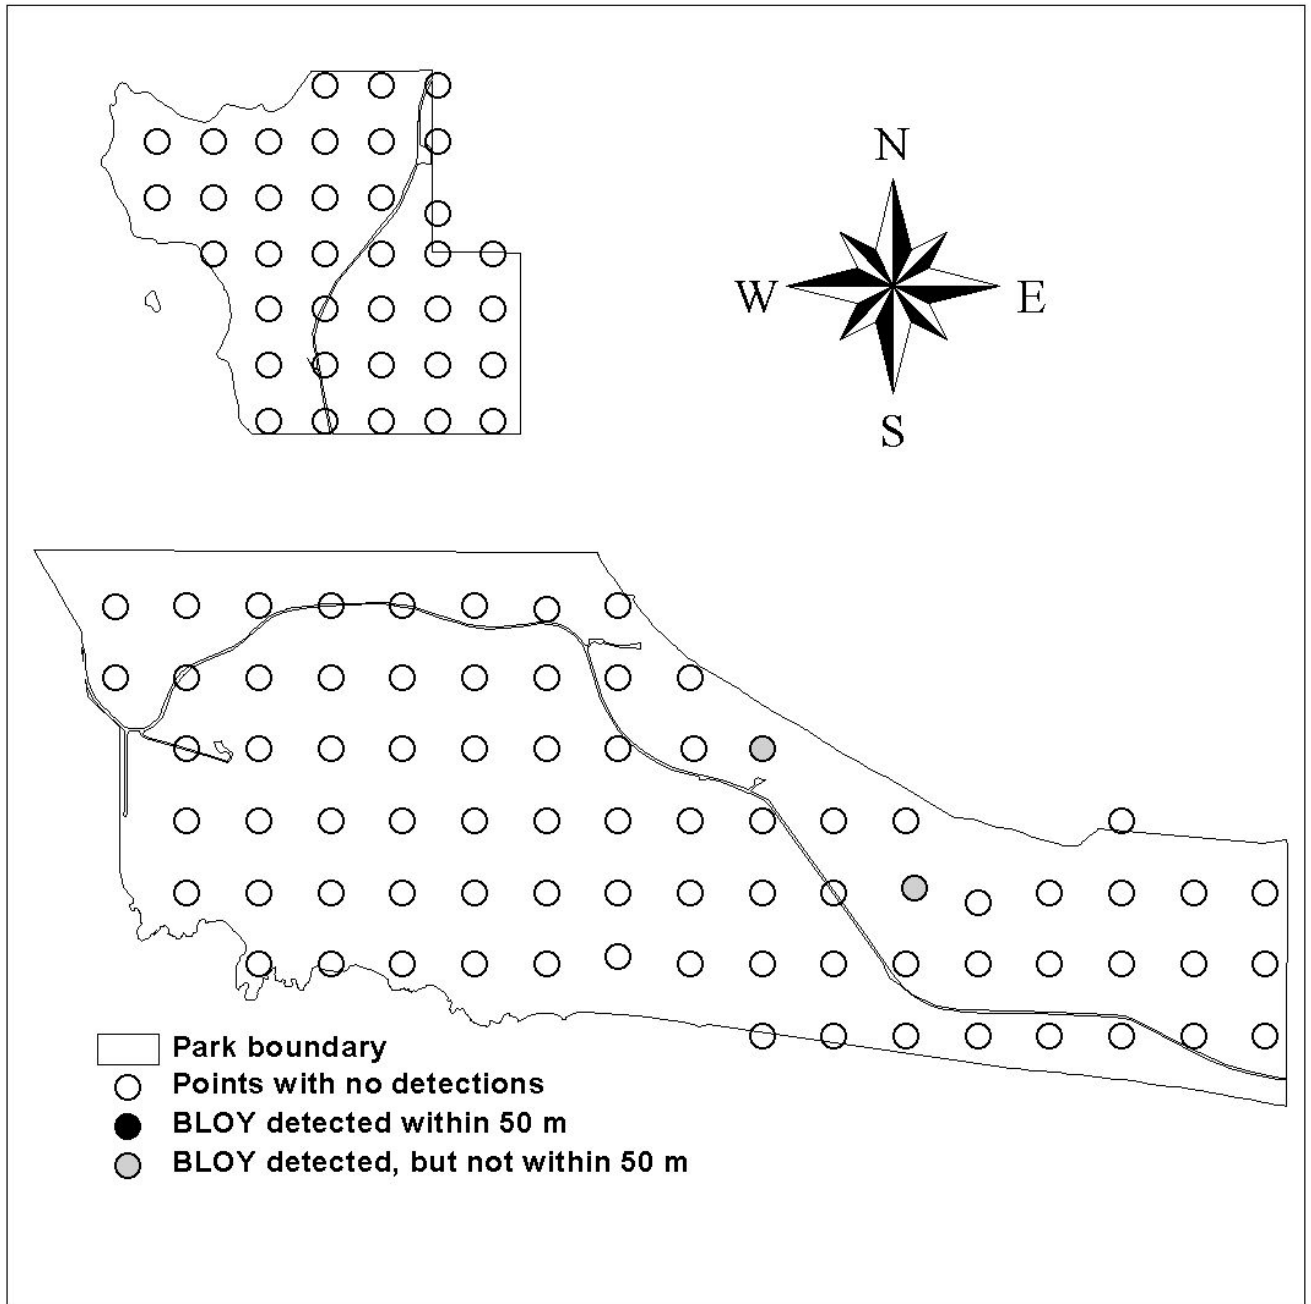 N
W E
S
Park boundary
Points with no detections
BLOY detected within 50 m
BLOY detected, but not within 50 m